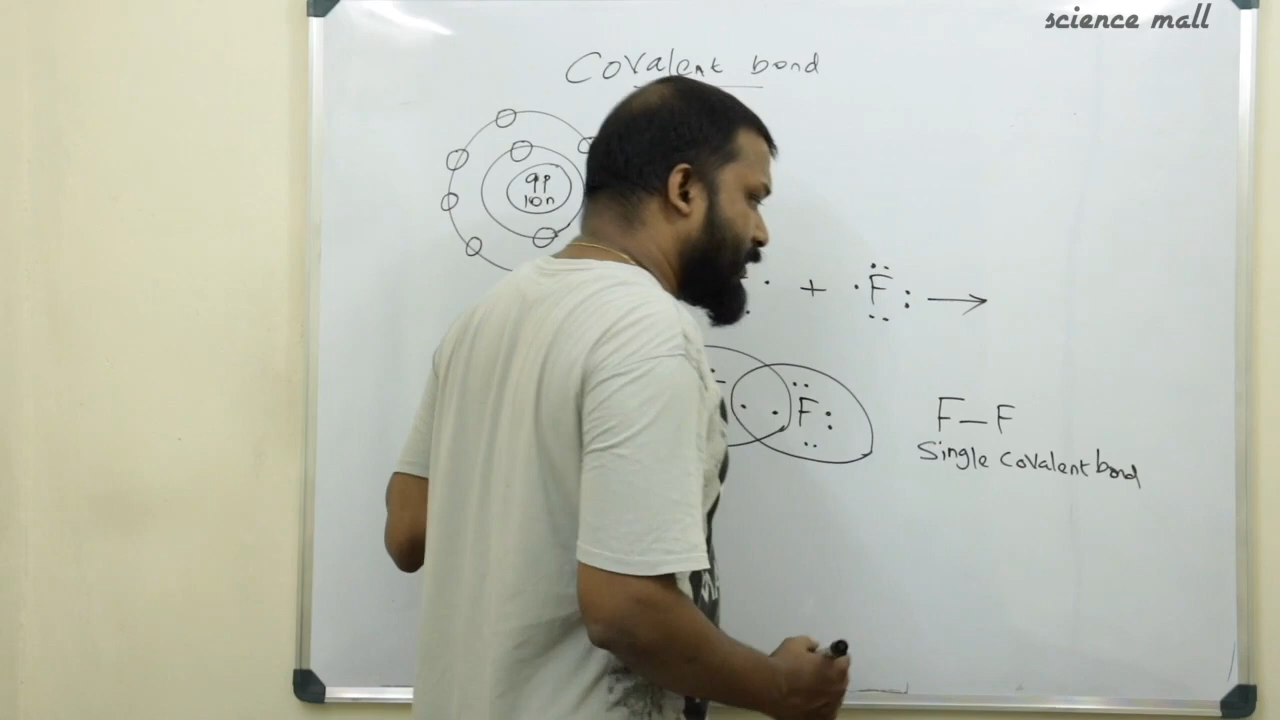 science mall
Covalent bond
9p
10n
+ F →
F
F—F
Single Covalent bond